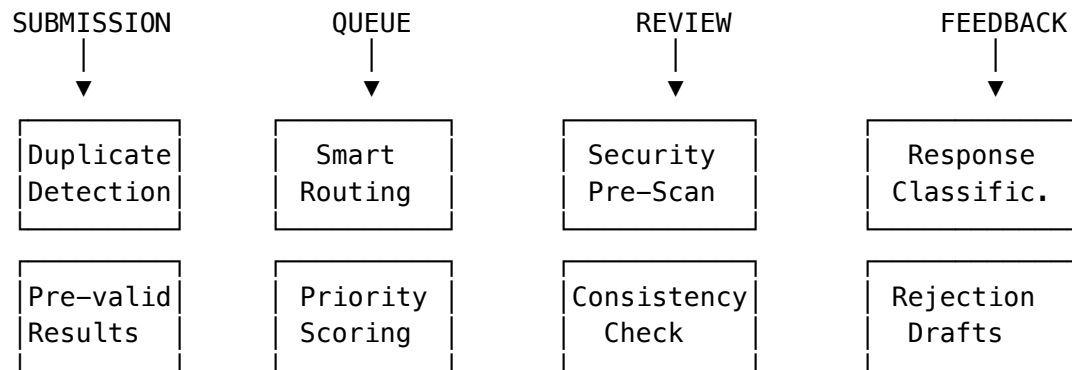 SUBMISSION QUEUE REVIEW FEEDBACK
Duplicate Smart Security Response
Detection Routing Pre-Scan Classific.
Pre-valid Priority Consistency Rejection
Results Scoring Check Drafts